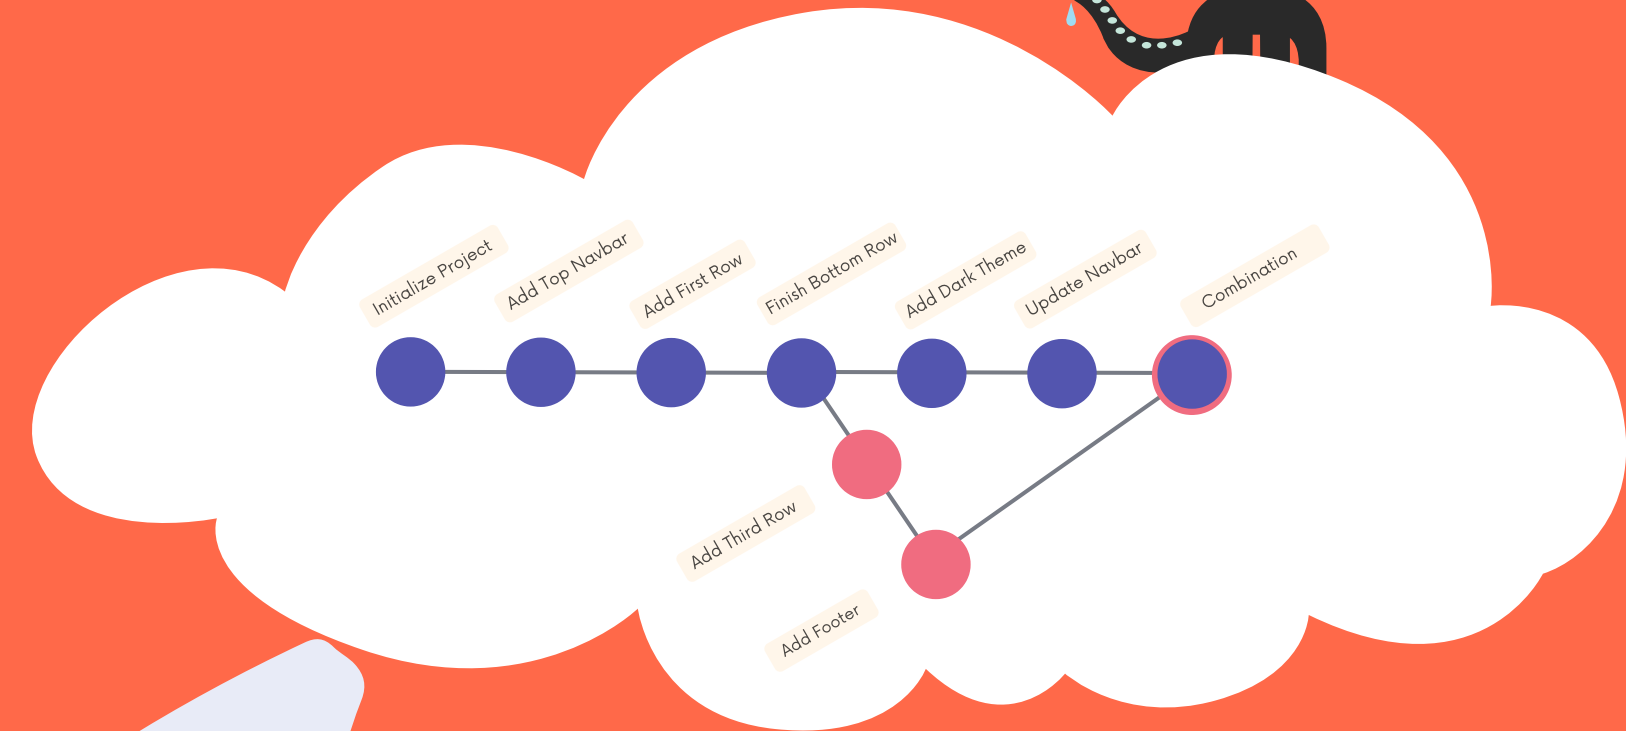 Initialize Project
Add Top Navbar
Add First Row
Finish Bottom Row
Add Dark Theme
Update Navbar
Combination
Add Third Row
Add Footer